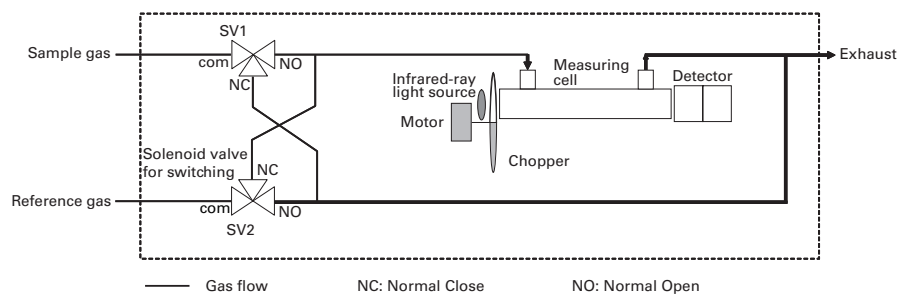 SV1
Sample gas
com
NO
NC
Exhaust
Infrared-ray
light source
Measuring
cell
Detector
Motor
Chopper
Solenoid valve
for switching
NC
Reference gas
com
NO
SV2
Gas flow
NC: Normal Close
NO: Normal Open